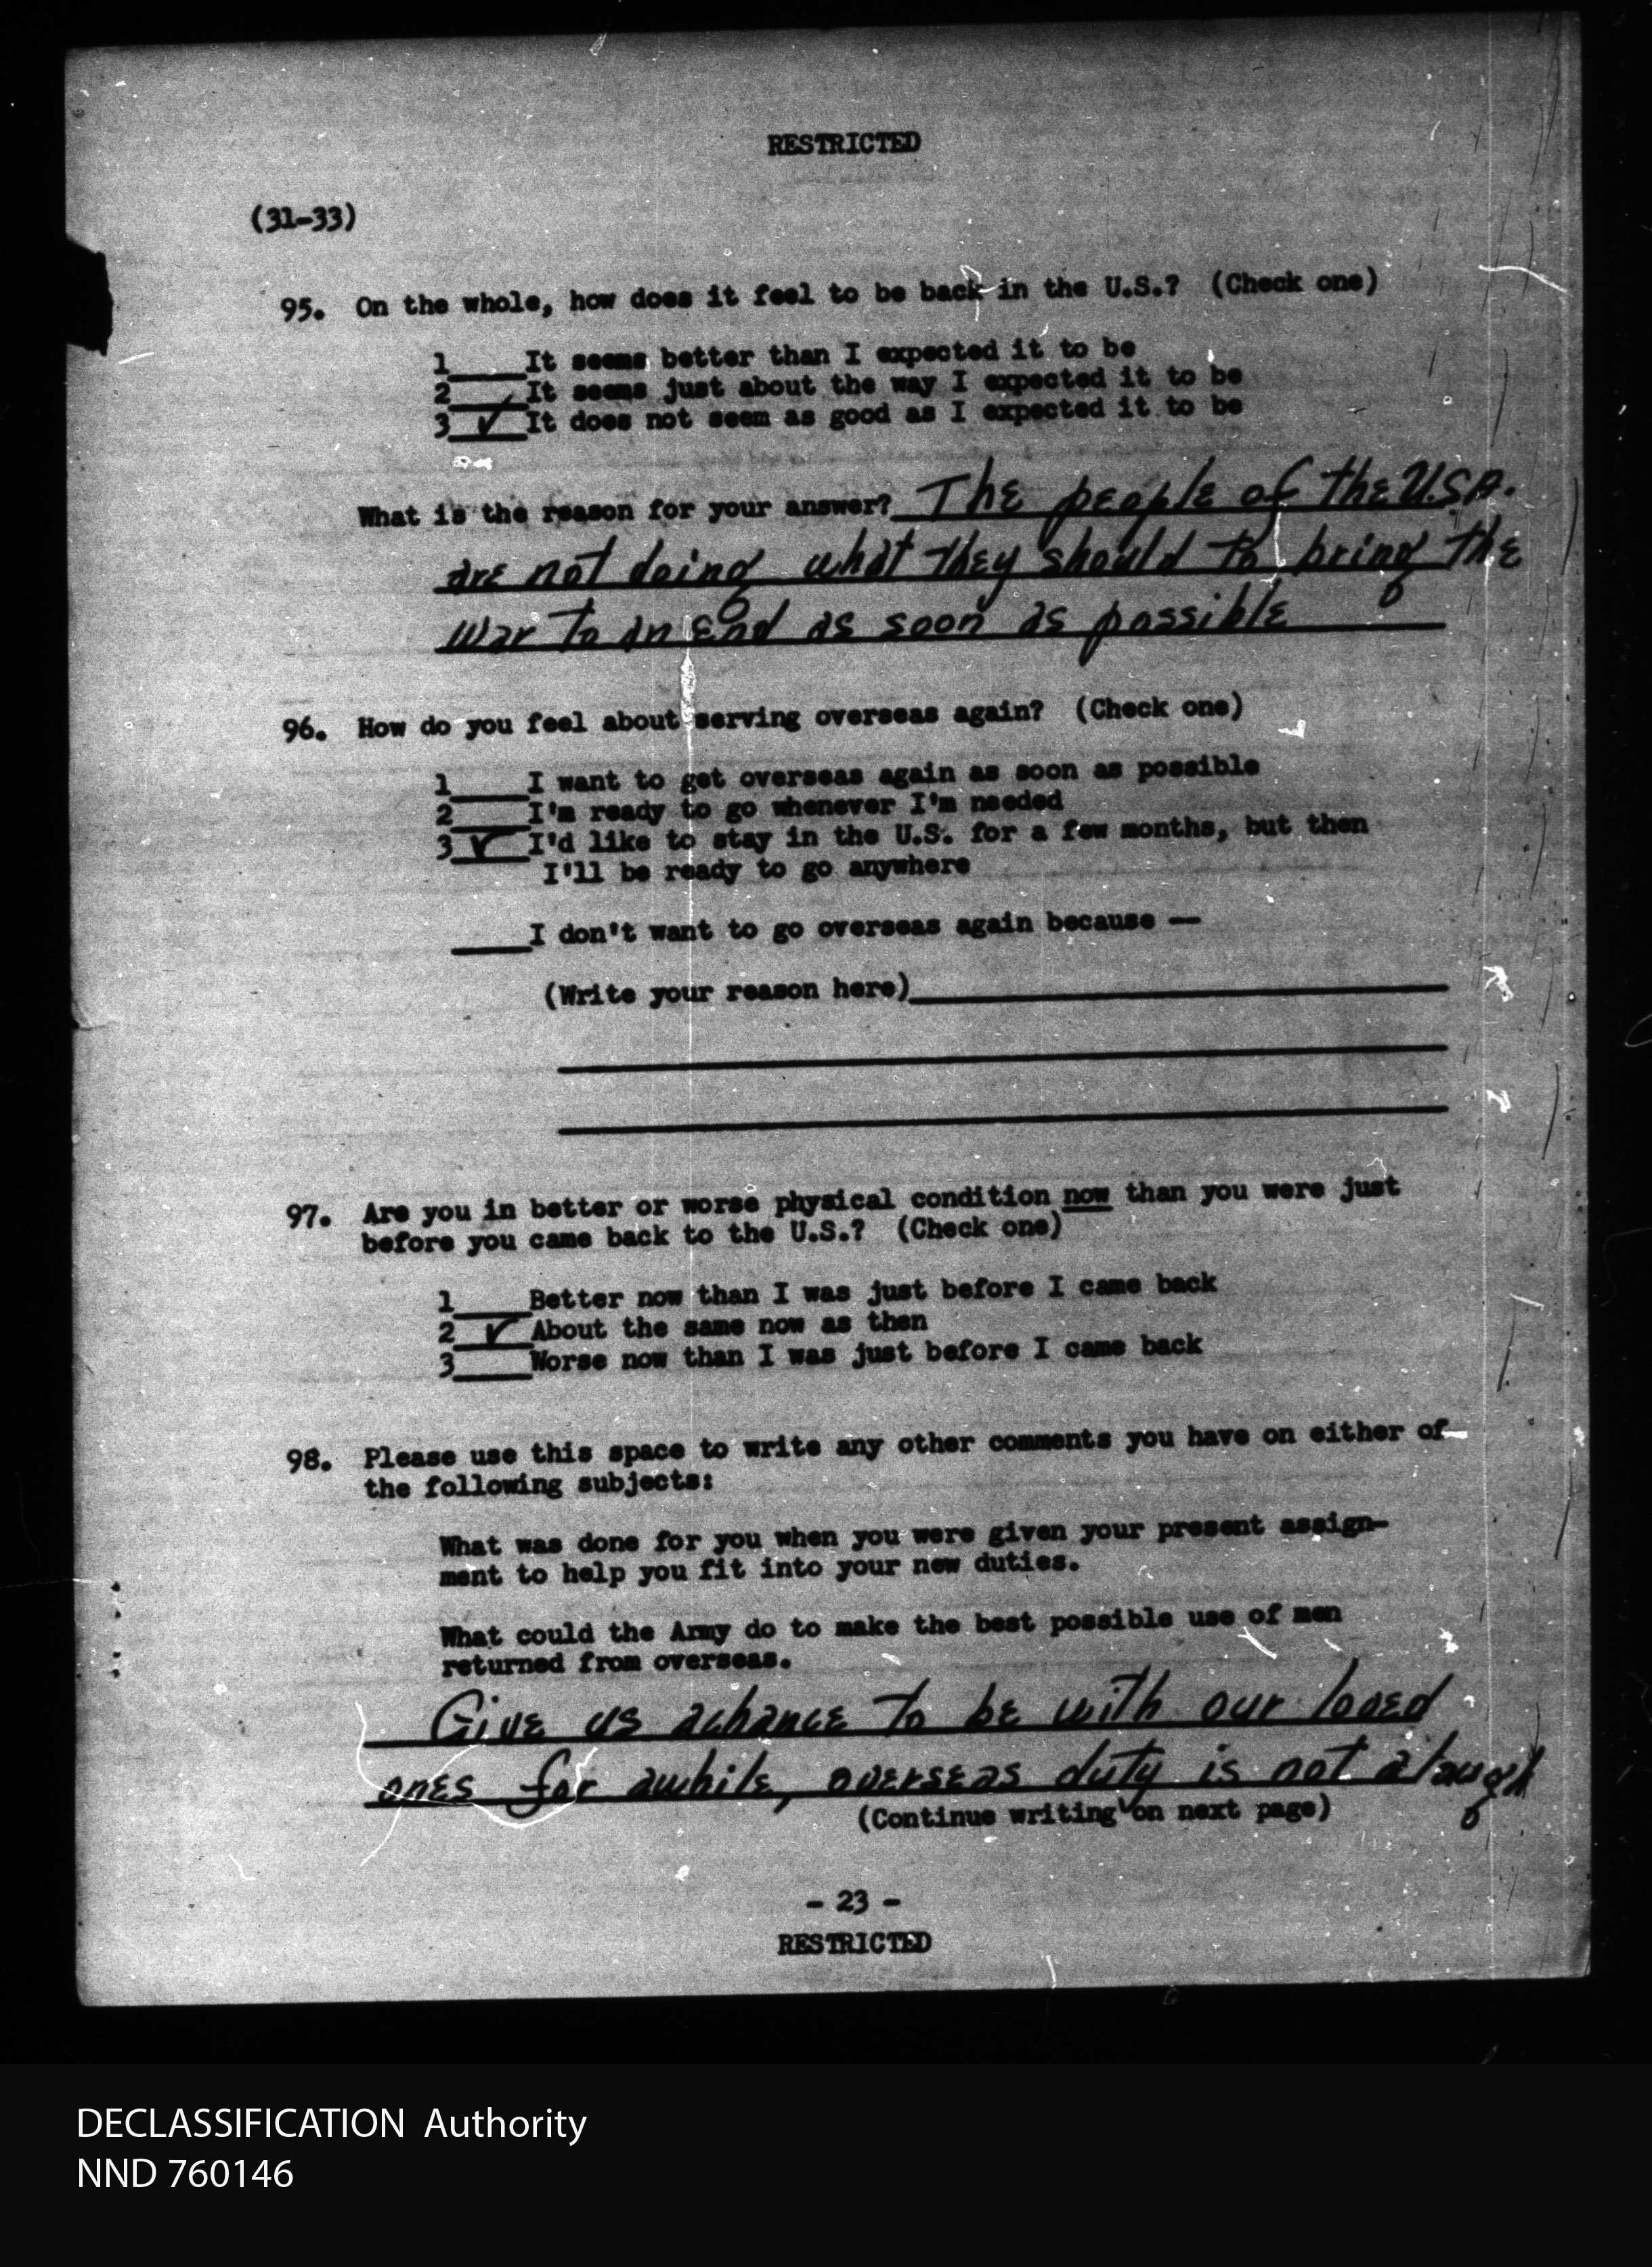 RESTRICTED
(31-33)
95. On the whole, how does it feel to be back in the U.S.? (Check one)
1____It seems better than I expected it to be
2____It seems just about the way I expected it to be
3_✓_It does not seem as good as I expected it to be
What is the reason for your answer? The people of the U.S.A.
are not doing what they should to bring the
war to an end as soon as possible
96. How do you feel about serving overseas again? (Check one)
1____I want to get overseas again as soon as possible
2____I'm ready to go whenever I'm needed
3_✓_I'd like to stay in the U.S. for a few months, but then
I'll be ready to go anywhere
____I don't want to go overseas again because —
(Write your reason here)____
97. Are you in better or worse physical condition now than you were just
before you came back to the U.S.? (Check one)
1____Better now than I was just before I came back
2_✓_About the same now as then
3____Worse now than I was just before I came back
98. Please use this space to write any other comments you have on either of
the following subjects:
What was done for you when you were given your present assign-
ment to help you fit into your new duties.
What could the Army do to make the best possible use of men
returned from overseas.
Give us a chance to be with our loved
ones for awhile, overseas duty is not a laugh
(Continue writing on next page)
- 23 -
RESTRICTED
DECLASSIFICATION Authority
NND 760146